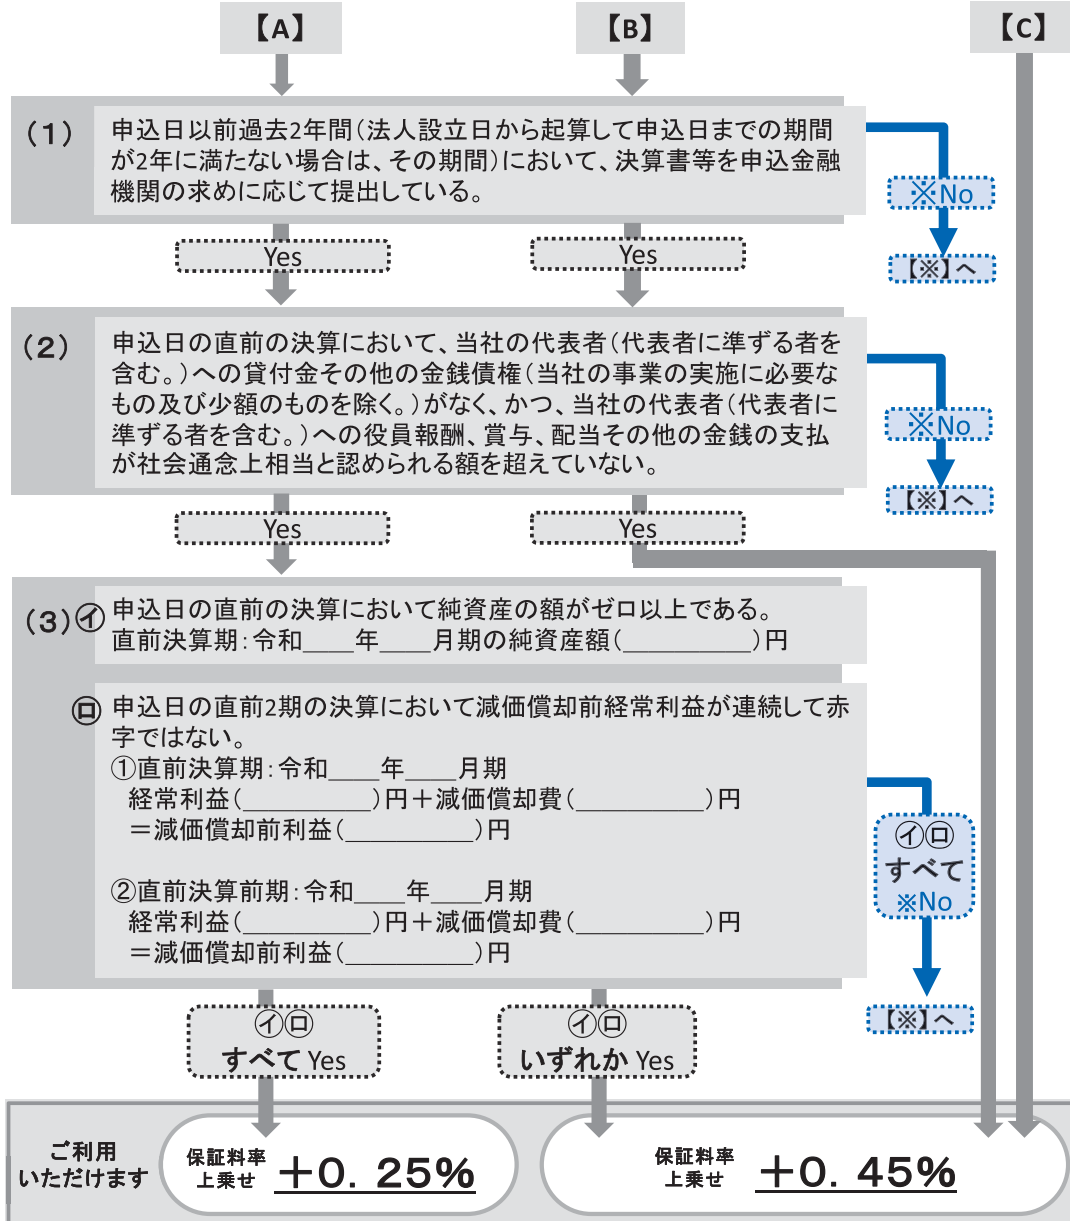 【A】
【B】
【C】
(1)
申込日以前過去2年間(法人設立日から起算して申込日までの期間
が2年に満たない場合は、その期間)において、決算書等を申込金融
機関の求めに応じて提出している。
※No
【※】へ
Yes
Yes
(2)
申込日の直前の決算において、当社の代表者(代表者に準ずる者を
含む。)への貸付金その他の金銭債権(当社の事業の実施に必要な
もの及び少額のものを除く。)がなく、かつ、当社の代表者(代表者に
準ずる者を含む。)への役員報酬、賞与、配当その他の金銭の支払
が社会通念上相当と認められる額を超えていない。
※No
【※】へ
Yes
Yes
(3)
㋑ 申込日の直前の決算において純資産の額がゼロ以上である。
直前決算期:令和____年____月期の純資産額(__________)円
㋺ 申込日の直前2期の決算において減価償却前経常利益が連続して赤
字ではない。
①直前決算期:令和____年____月期
経常利益(__________)円+減価償却費(__________)円
=減価償却前利益(__________)円
②直前決算前期:令和____年____月期
経常利益(__________)円+減価償却費(__________)円
=減価償却前利益(__________)円
㋑㋺
すべて
※No
【※】へ
㋑㋺
すべて Yes
㋑㋺
いずれか Yes
ご利用
いただけます
保証料率
上乗せ
+0.25%
保証料率
上乗せ
+0.45%